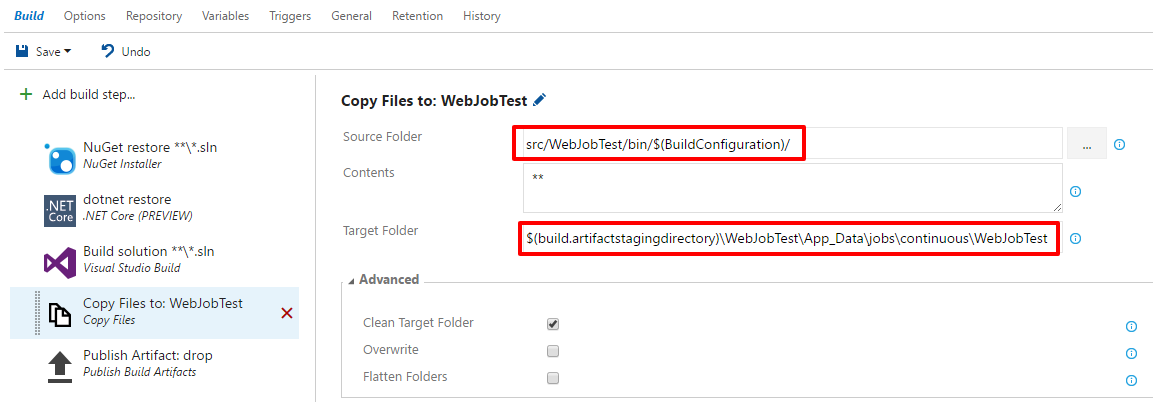 Build Options Repository Variables Triggers General Retention History
Save Undo
Add build step...
NuGet restore **\*.sln
NuGet Installer
.NET Core
dotnet restore
.NET Core (PREVIEW)
Build solution **\*.sln
Visual Studio Build
Copy Files to: WebJobTest
Copy Files
Publish Artifact: drop
Publish Build Artifacts
Copy Files to: WebJobTest
Source Folder src/WebJobTest/bin/$(BuildConfiguration)/ ...
Contents **
Target Folder $(build.artifactstagingdirectory)\WebJobTest\App_Data\jobs\continuous\WebJobTest
Advanced
Clean Target Folder
Overwrite
Flatten Folders